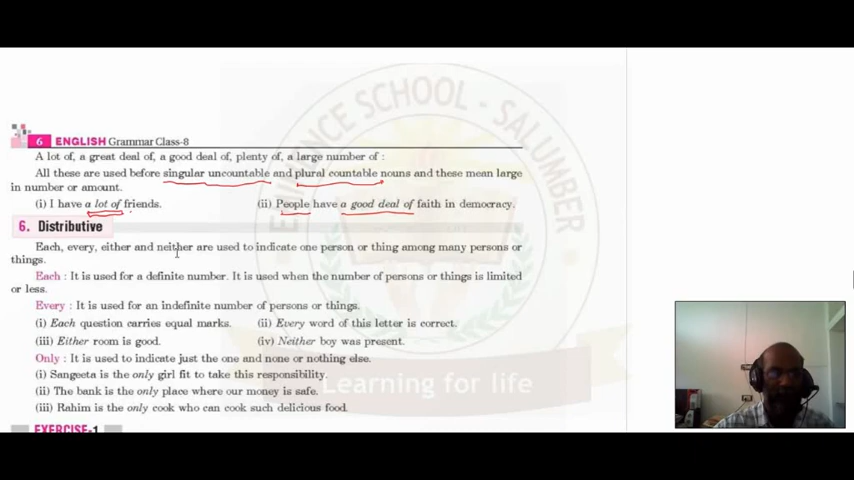 EMINENCE SCHOOL - SALUMBER
6 ENGLISH Grammar Class-8
A lot of, a great deal of, a good deal of, plenty of, a large number of :
All these are used before singular uncountable and plural countable nouns and these mean large
in number or amount.
(i) I have a lot of friends. (ii) People have a good deal of faith in democracy.
6. Distributive
Each, every, either and neither are used to indicate one person or thing among many persons or
things.
Each : It is used for a definite number. It is used when the number of persons or things is limited
or less.
Every : It is used for an indefinite number of persons or things.
(i) Each question carries equal marks. (ii) Every word of this letter is correct.
(iii) Either room is good. (iv) Neither boy was present.
Only : It is used to indicate just the one and none or nothing else.
(i) Sangeeta is the only girl fit to take this responsibility.
Learning for life
(ii) The bank is the only place where our money is safe.
(iii) Rahim is the only cook who can cook such delicious food.
EXERCISE-1